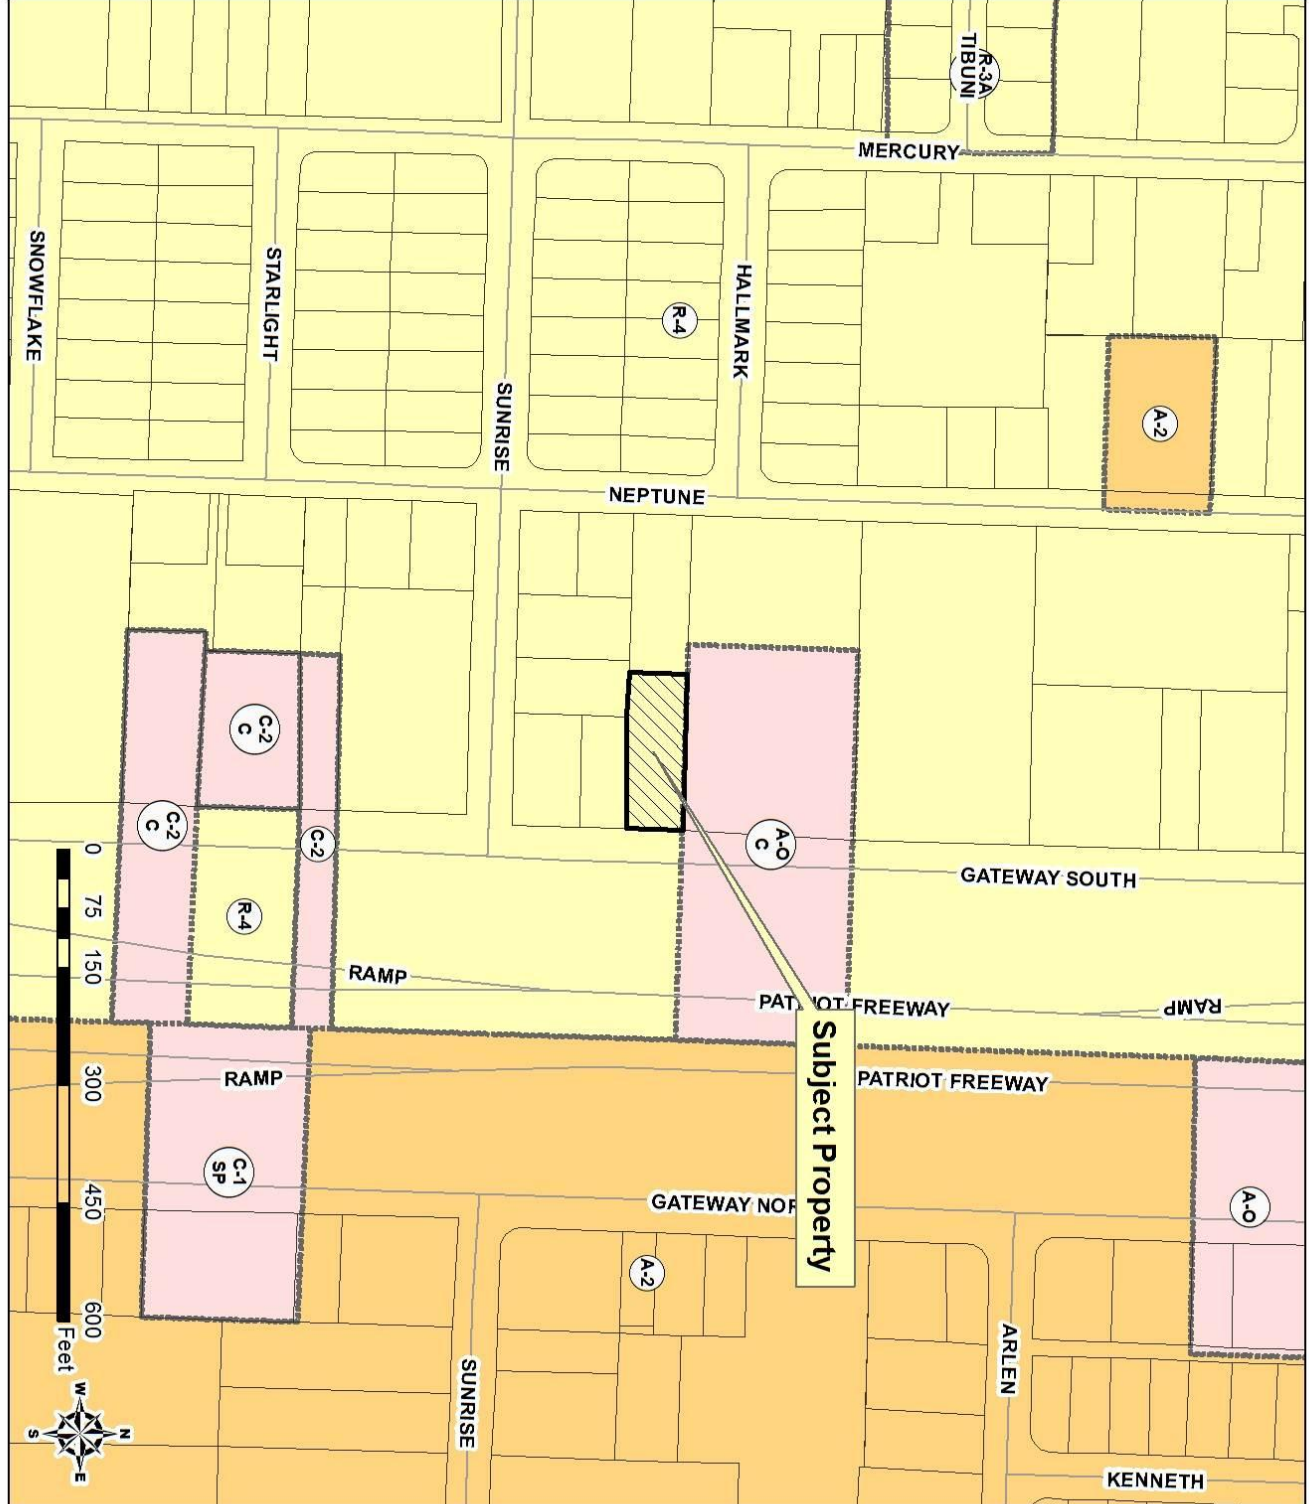 R-3A
TIBUNI
MERCURY
SNOWFLAKE
STARLIGHT
SUNRISE
HALLMARK
R-4
A-2
NEPTUNE
C-2
C
C-2
C
C-2
A-O
C
GATEWAY SOUTH
R-4
RAMP
PATRIOT FREEWAY
RAMP
Subject Property
RAMP
PATRIOT FREEWAY
C-1
SP
GATEWAY NOR
A-O
A-2
ARLEN
SUNRISE
KENNETH
0 75 150 300 450 600
Feet
W
N
S
E